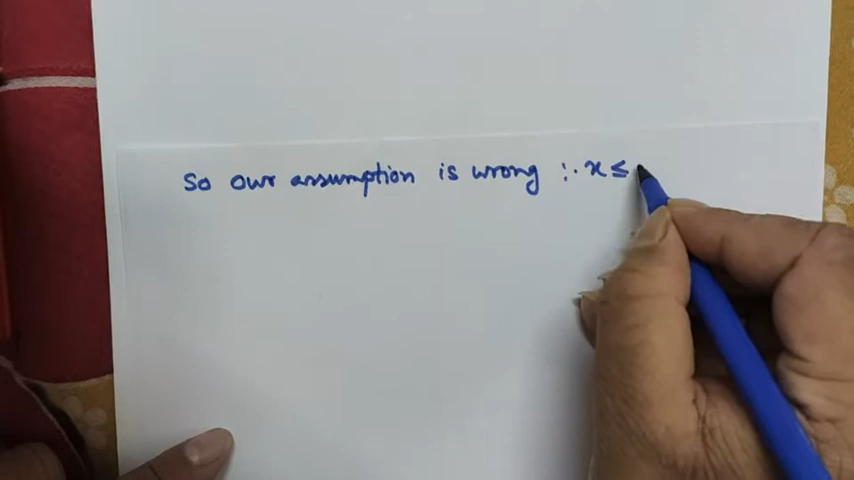 So our assumption is wrong ∴ x ≤